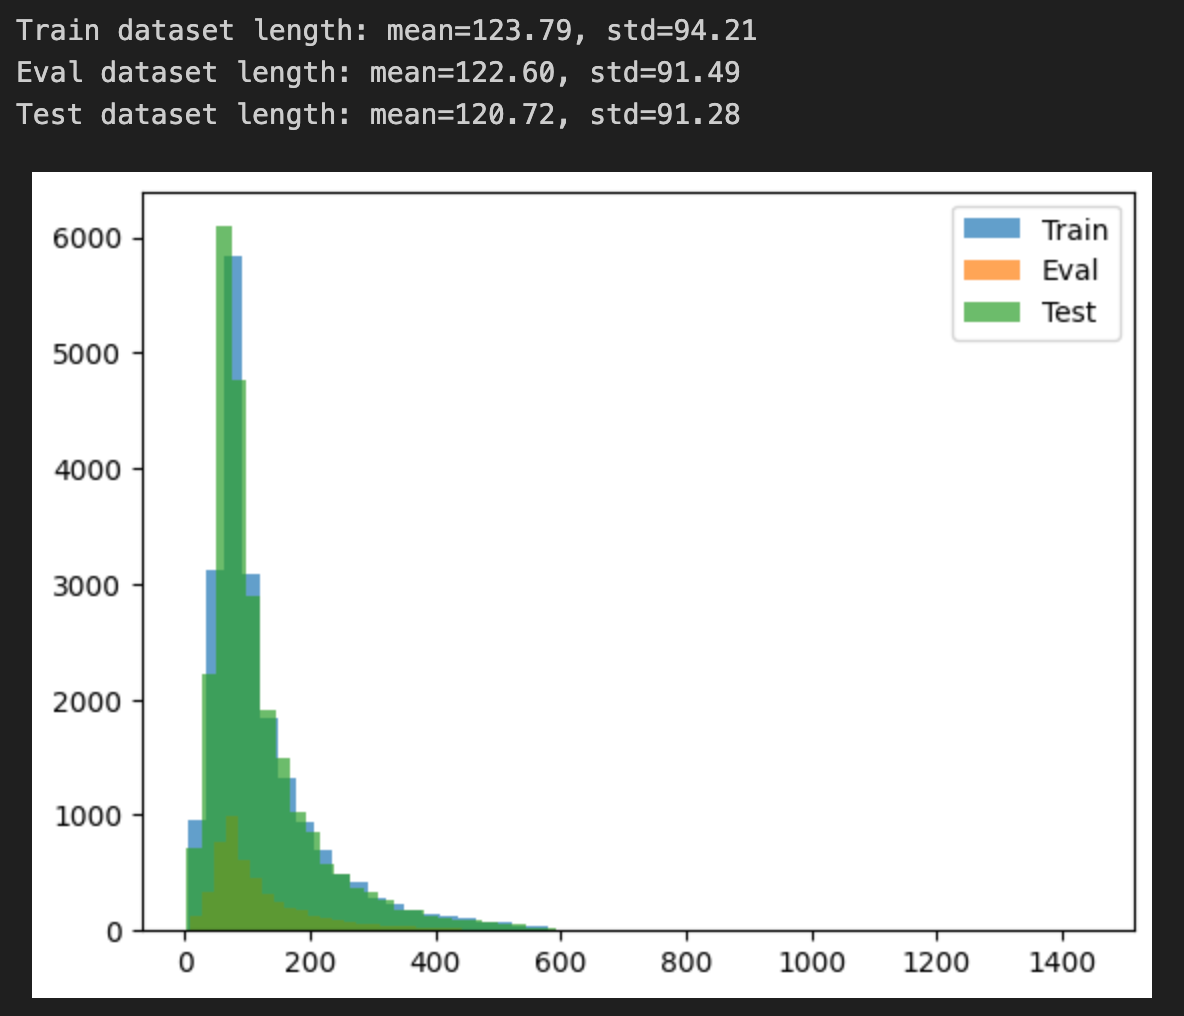 Train dataset length: mean=123.79, std=94.21
Eval dataset length: mean=122.60, std=91.49
Test dataset length: mean=120.72, std=91.28
Train
Eval
Test
6000
5000
4000
3000
2000
1000
0
0 200 400 600 800 1000 1200 1400